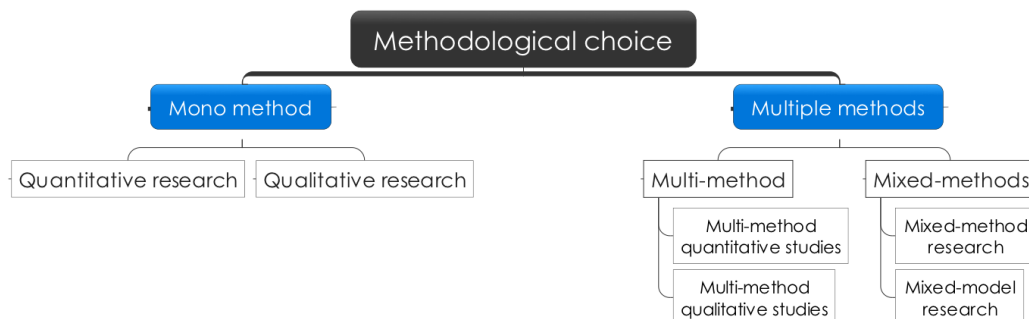 Methodological choice
Mono method
Multiple methods
Quantitative research
Qualitative research
Multi-method
Mixed-methods
Multi-method
quantitative studies
Mixed-method
research
Multi-method
qualitative studies
Mixed-model
research